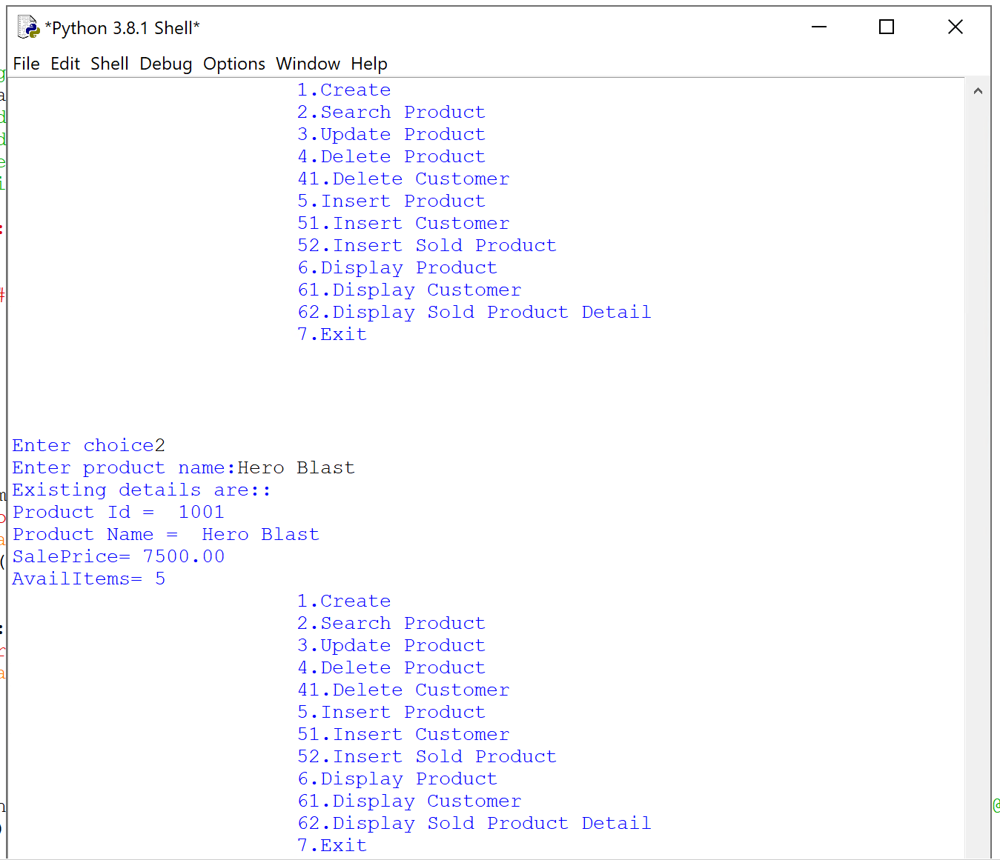 *Python 3.8.1 Shell*
File Edit Shell Debug Options Window Help
1.Create
2.Search Product
3.Update Product
4.Delete Product
41.Delete Customer
5.Insert Product
51.Insert Customer
52.Insert Sold Product
6.Display Product
61.Display Customer
62.Display Sold Product Detail
7.Exit
Enter choice2
Enter product name:Hero Blast
Existing details are::
Product Id =  1001
Product Name =  Hero Blast
SalePrice= 7500.00
AvailItems= 5
1.Create
2.Search Product
3.Update Product
4.Delete Product
41.Delete Customer
5.Insert Product
51.Insert Customer
52.Insert Sold Product
6.Display Product
61.Display Customer
62.Display Sold Product Detail
7.Exit